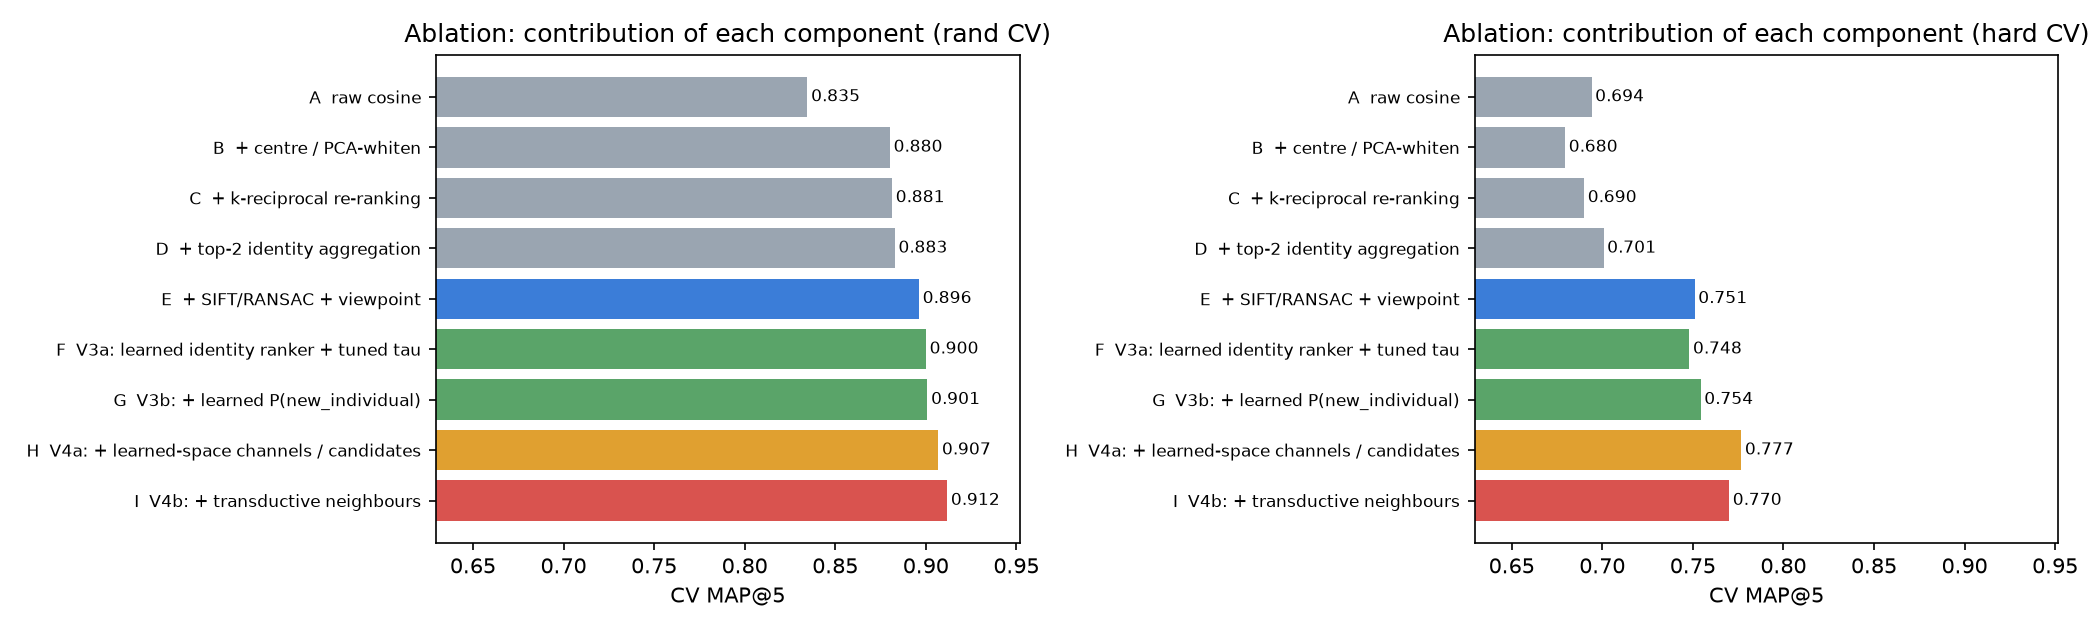 Ablation: contribution of each component (rand CV)
A  raw cosine
0.835
B  + centre / PCA-whiten
0.880
C  + k-reciprocal re-ranking
0.881
D  + top-2 identity aggregation
0.883
E  + SIFT/RANSAC + viewpoint
0.896
F  V3a: learned identity ranker + tuned tau
0.900
G  V3b: + learned P(new_individual)
0.901
H  V4a: + learned-space channels / candidates
0.907
I  V4b: + transductive neighbours
0.912
0.65 0.70 0.75 0.80 0.85 0.90 0.95
CV MAP@5
Ablation: contribution of each component (hard CV)
A  raw cosine
0.694
B  + centre / PCA-whiten
0.680
C  + k-reciprocal re-ranking
0.690
D  + top-2 identity aggregation
0.701
E  + SIFT/RANSAC + viewpoint
0.751
F  V3a: learned identity ranker + tuned tau
0.748
G  V3b: + learned P(new_individual)
0.754
H  V4a: + learned-space channels / candidates
0.777
I  V4b: + transductive neighbours
0.770
0.65 0.70 0.75 0.80 0.85 0.90 0.95
CV MAP@5